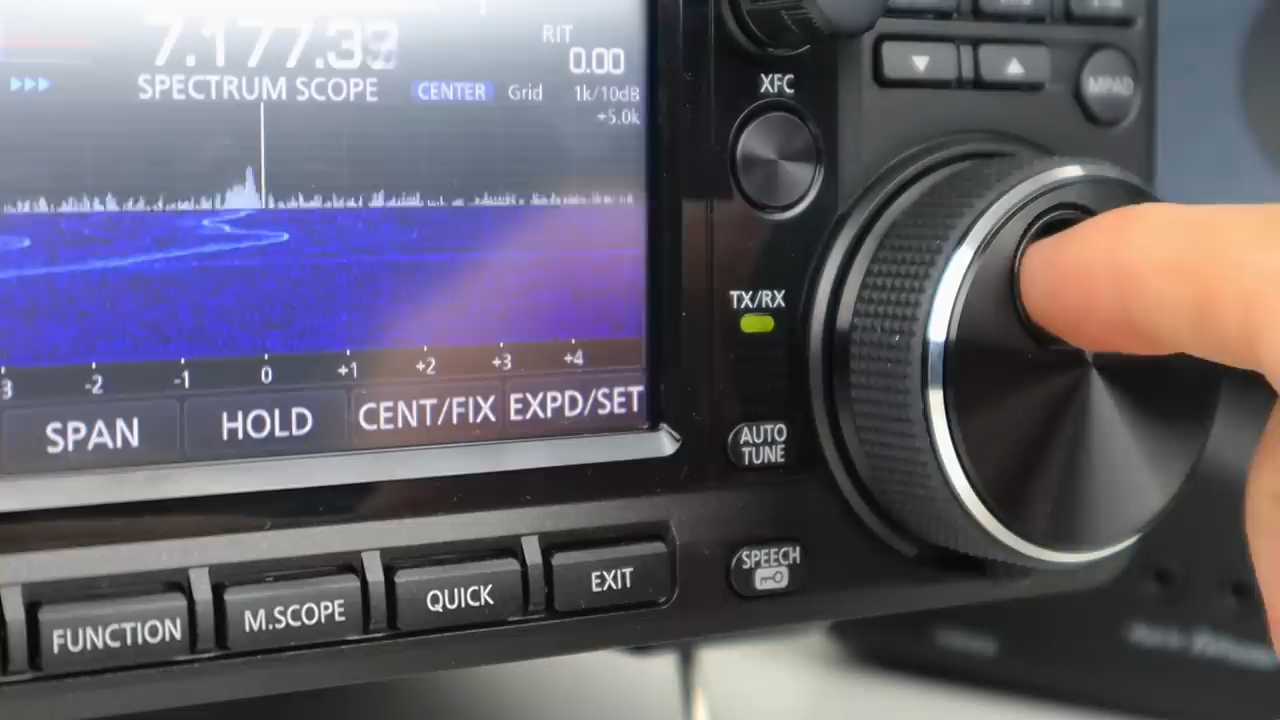 7.177.39
RIT
0.00
SPECTRUM SCOPE
CENTER Grid 1k/10dB
+5.0k
XFC
MPAD
TX/RX
3 -2 -1 0 +1 +2 +3 +4
SPAN HOLD CENT/FIX EXPD/SET
AUTO
TUNE
SPEECH
FUNCTION M.SCOPE QUICK EXIT